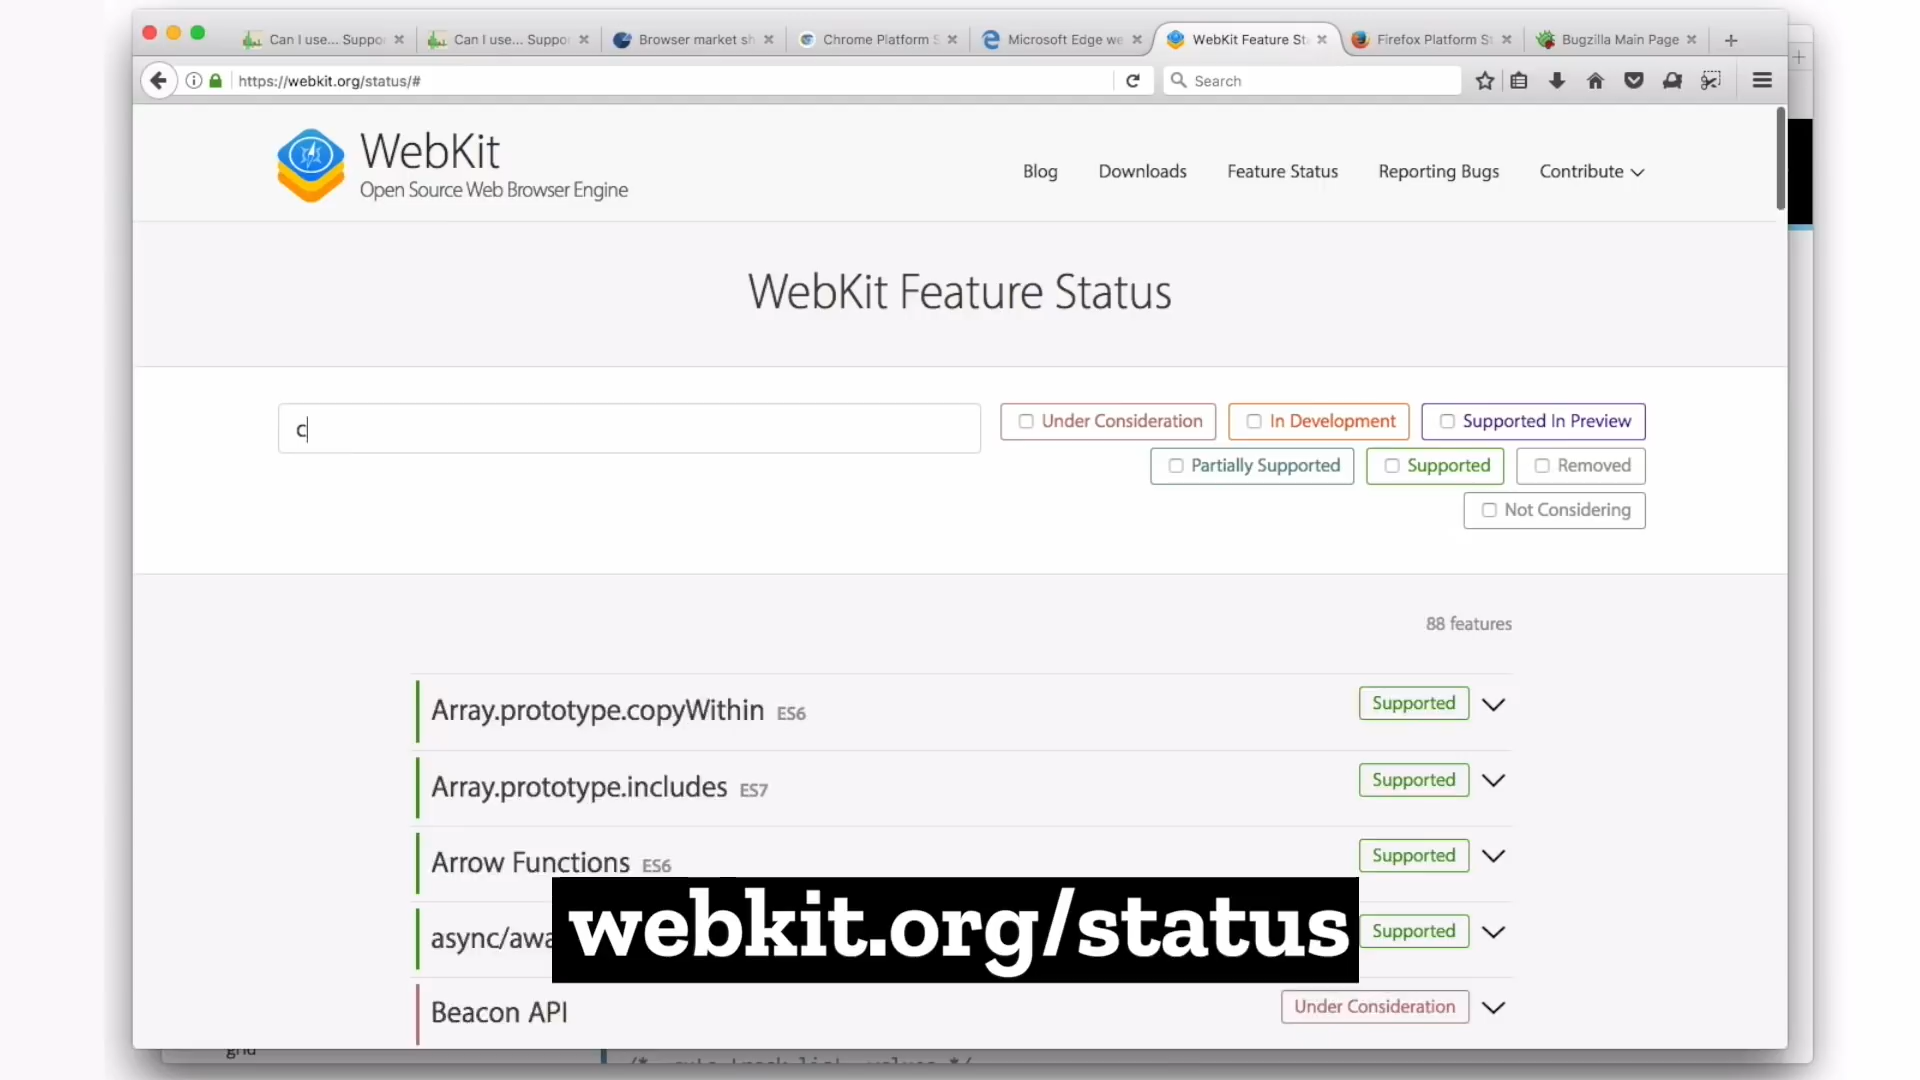 Can I use... Suppo
Can I use... Suppo
Browser market sh
Chrome Platform S
Microsoft Edge we
WebKit Feature St
Firefox Platform St
Bugzilla Main Page
https://webkit.org/status/#
Search
WebKit
Open Source Web Browser Engine
Blog
Downloads
Feature Status
Reporting Bugs
Contribute
WebKit Feature Status
c
Under Consideration
In Development
Supported In Preview
Partially Supported
Supported
Removed
Not Considering
88 features
Array.prototype.copyWithin ES6
Supported
Array.prototype.includes ES7
Supported
Arrow Functions ES6
Supported
async/awa
Supported
webkit.org/status
Beacon API
Under Consideration
grid